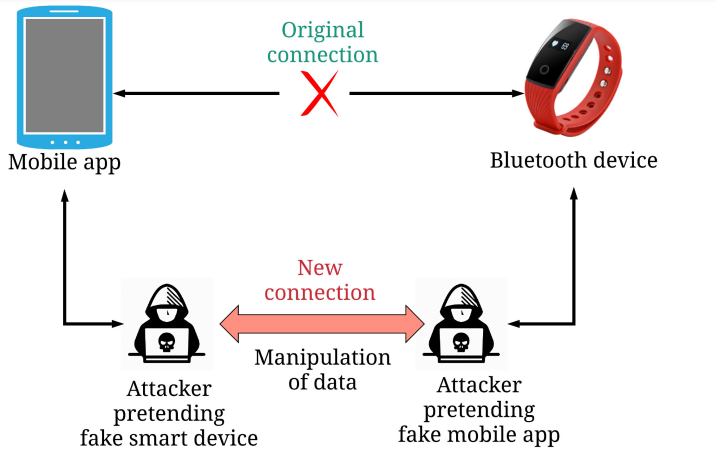 Original
connection
Mobile app
Bluetooth device
New
connection
Manipulation
of data
Attacker
pretending
fake smart device
Attacker
pretending
fake mobile app